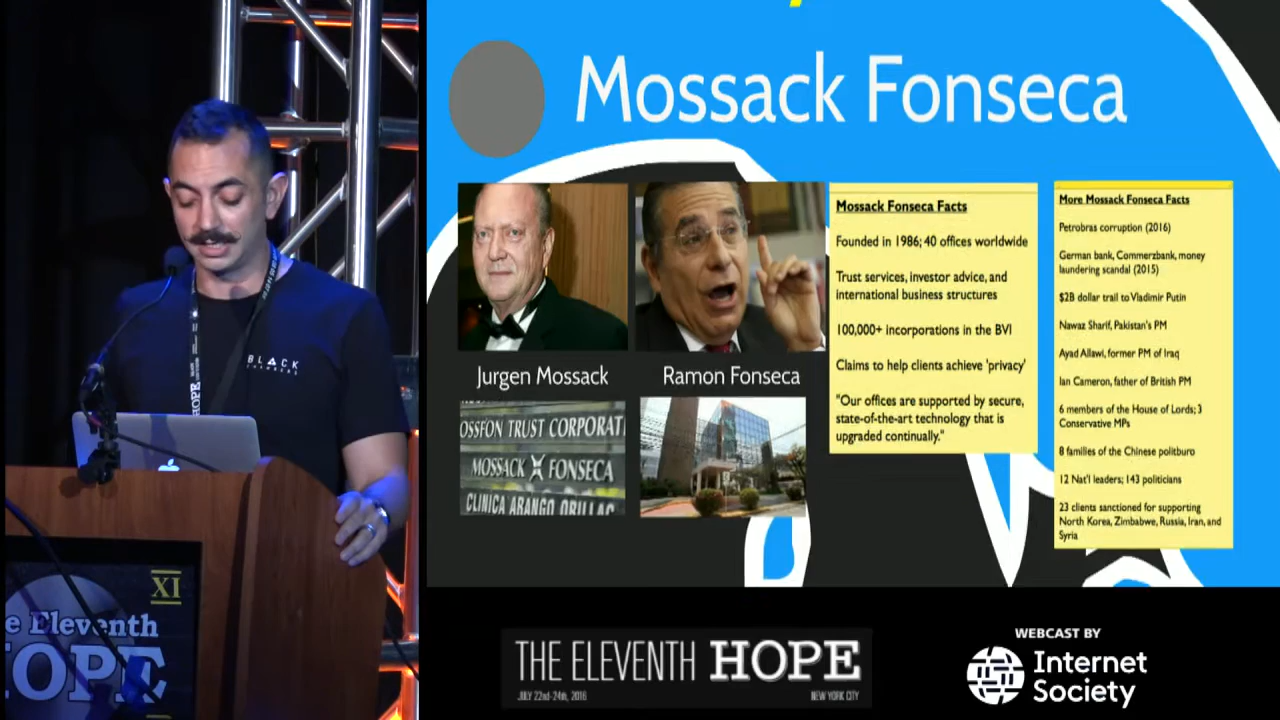 Mossack Fonseca
Jurgen Mossack
Ramon Fonseca
OSSFON TRUST CORPORAT
MOSSACK FONSECA
CLINICA ARANGO ORILLAC
Mossack Fonseca Facts
Founded in 1986; 40 offices worldwide
Trust services, investor advice, and
international business structures
100,000+ incorporations in the BVI
Claims to help clients achieve 'privacy'
"Our offices are supported by secure,
state-of-the-art technology that is
upgraded continually."
More Mossack Fonseca Facts
Petrobras corruption (2016)
German bank, Commerzbank, money
laundering scandal (2015)
$2B dollar trail to Vladimir Putin
Nawaz Sharif, Pakistan's PM
Ayad Allawi, former PM of Iraq
Ian Cameron, father of British PM
6 members of the House of Lords; 3
Conservative MPs
8 families of the Chinese politburo
12 Nat'l leaders; 143 politicians
23 clients sanctioned for supporting
North Korea, Zimbabwe, Russia, Iran, and
Syria
BLACK
HOPE
XI
e Eleventh
HOPE
THE ELEVENTH HOPE
JULY 22nd-24th, 2016
NEW YORK CITY
WEBCAST BY
Internet
Society